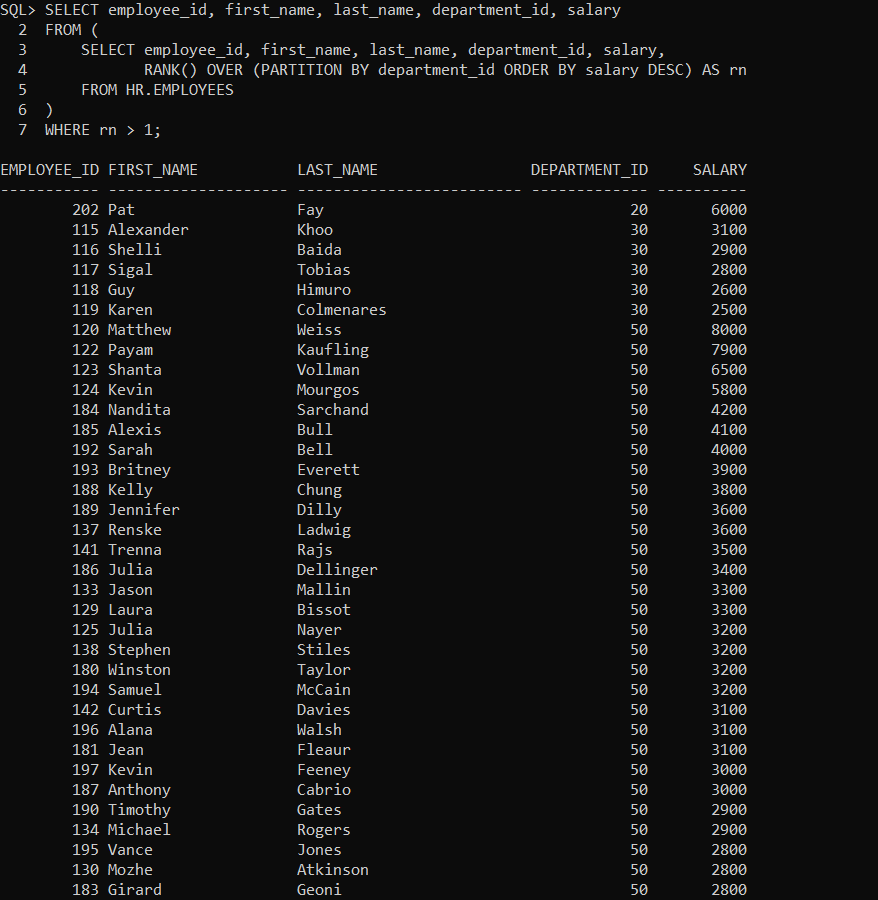 SQL> SELECT employee_id, first_name, last_name, department_id, salary
  2  FROM (
  3      SELECT employee_id, first_name, last_name, department_id, salary,
  4             RANK() OVER (PARTITION BY department_id ORDER BY salary DESC) AS rn
  5      FROM HR.EMPLOYEES
  6  )
  7  WHERE rn > 1;

EMPLOYEE_ID FIRST_NAME           LAST_NAME                 DEPARTMENT_ID     SALARY
----------- -------------------- ------------------------- ------------- ----------
        202 Pat                  Fay                                  20       6000
        115 Alexander            Khoo                                 30       3100
        116 Shelli               Baida                                30       2900
        117 Sigal                Tobias                               30       2800
        118 Guy                  Himuro                               30       2600
        119 Karen                Colmenares                           30       2500
        120 Matthew              Weiss                                50       8000
        122 Payam                Kaufling                             50       7900
        123 Shanta               Vollman                              50       6500
        124 Kevin                Mourgos                              50       5800
        184 Nandita              Sarchand                             50       4200
        185 Alexis               Bull                                 50       4100
        192 Sarah                Bell                                 50       4000
        193 Britney              Everett                              50       3900
        188 Kelly                Chung                                50       3800
        189 Jennifer             Dilly                                50       3600
        137 Renske               Ladwig                               50       3600
        141 Trenna               Rajs                                 50       3500
        186 Julia                Dellinger                            50       3400
        133 Jason                Mallin                               50       3300
        129 Laura                Bissot                               50       3300
        125 Julia                Nayer                                50       3200
        138 Stephen              Stiles                               50       3200
        180 Winston              Taylor                               50       3200
        194 Samuel               McCain                               50       3200
        142 Curtis               Davies                               50       3100
        196 Alana                Walsh                                50       3100
        181 Jean                 Fleaur                               50       3100
        197 Kevin                Feeney                               50       3000
        187 Anthony              Cabrio                               50       3000
        190 Timothy              Gates                                50       2900
        134 Michael              Rogers                               50       2900
        195 Vance                Jones                                50       2800
        130 Mozhe                Atkinson                             50       2800
        183 Girard               Geoni                                50       2800